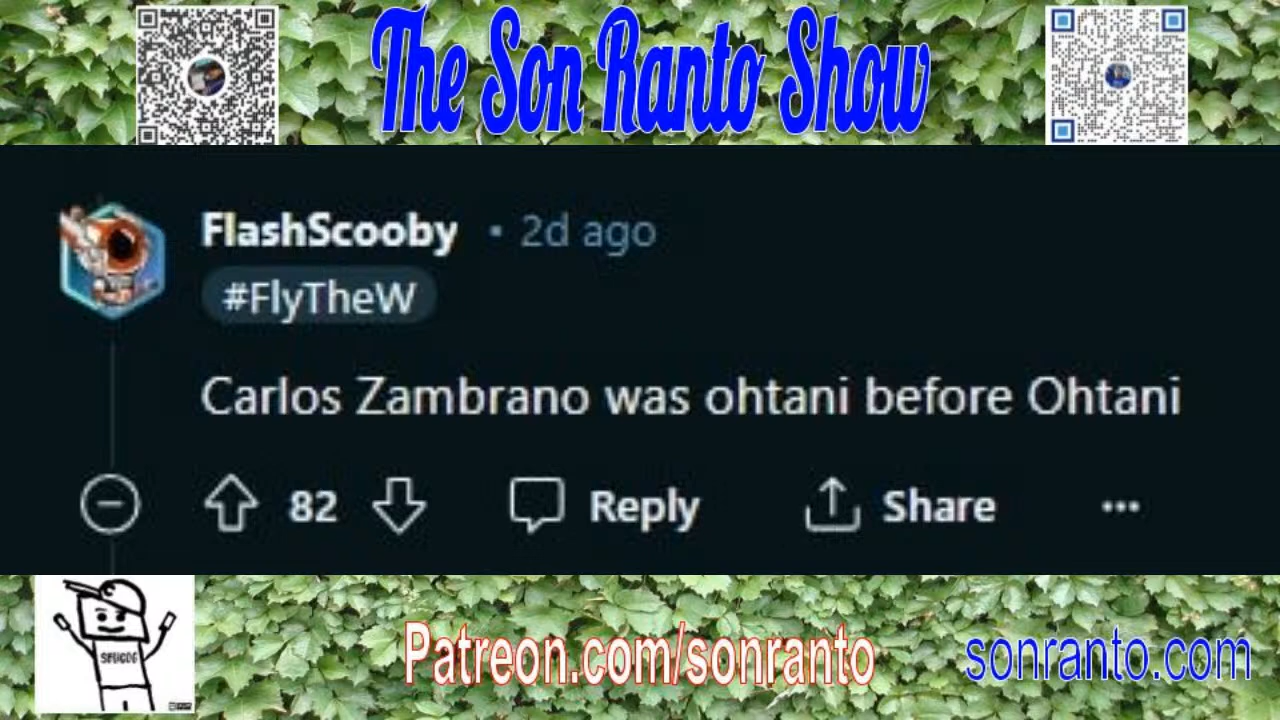 The Son Ranto Show
FlashScooby • 2d ago
#FlyTheW
Carlos Zambrano was ohtani before Ohtani
82 Reply Share ...
Patreon.com/sonranto
sonranto.com